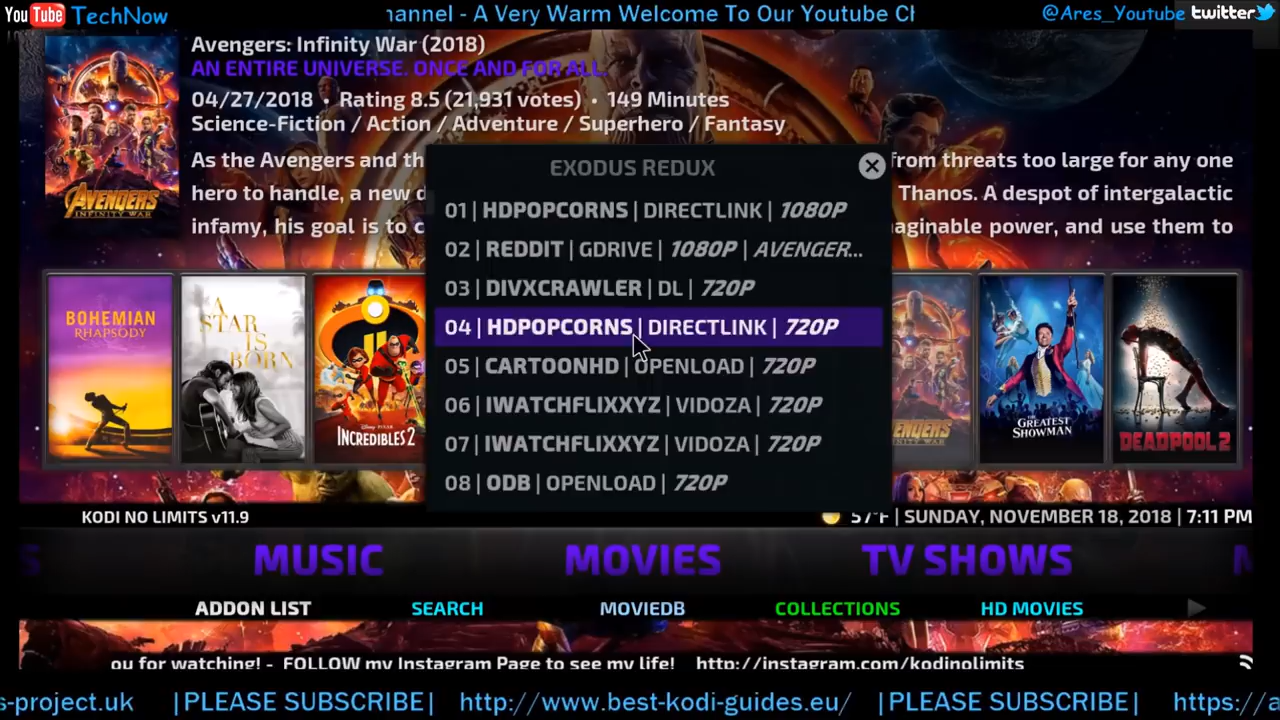 You Tube TechNow
hannel - A Very Warm Welcome To Our Youtube Ch
@Ares_Youtube twitter
Avengers: Infinity War (2018)
AN ENTIRE UNIVERSE. ONCE AND FOR ALL.
04/27/2018 • Rating 8.5 (21,931 votes) • 149 Minutes
Science-Fiction / Action / Adventure / Superhero / Fantasy
As the Avengers and th from threats too large for any one
hero to handle, a new d Thanos. A despot of intergalactic
infamy, his goal is to c aginable power, and use them to
AVENGERS
INFINITY WAR
EXODUS REDUX
01 | HDPOPCORNS | DIRECTLINK | 1080P
02 | REDDIT | GDRIVE | 1080P | AVENGER...
03 | DIVXCRAWLER | DL | 720P
04 | HDPOPCORNS | DIRECTLINK | 720P
05 | CARTOONHD | OPENLOAD | 720P
06 | IWATCHFLIXXYZ | VIDOZA | 720P
07 | IWATCHFLIXXYZ | VIDOZA | 720P
08 | ODB | OPENLOAD | 720P
BOHEMIAN
RHAPSODY
A
STAR
IS
BORN
INCREDIBLES 2
AVENGERS
THE
GREATEST
SHOWMAN
DEADPOOL 2
KODI NO LIMITS v11.9
57°F | SUNDAY, NOVEMBER 18, 2018 | 7:11 PM
S MUSIC MOVIES TV SHOWS M
ADDON LIST SEARCH MOVIEDB COLLECTIONS HD MOVIES
ou for watching! - FOLLOW my Instagram Page to see my life! http://instagram.com/kodinolimits
s-project.uk |PLEASE SUBSCRIBE| http://www.best-kodi-guides.eu/ |PLEASE SUBSCRIBE| https://a